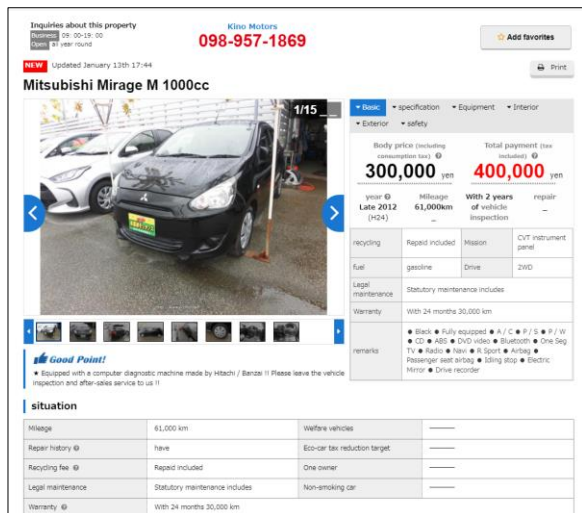 Inquiries about this property
Business 09: 00-19: 00
Open all year round
Kino Motors
098-957-1869
Add favorites
NEW Updated January 13th 17:44
Print
Mitsubishi Mirage M 1000cc
1/15
Basic specification Equipment Interior
Exterior safety
Body price (including consumption tax)
300,000 yen
Total payment (tax included)
400,000 yen
year
Late 2012
(H24)
Mileage
61,000km
With 2 years
of vehicle
inspection
repair
recycling Repaid included Mission CVT instrument panel
fuel gasoline Drive 2WD
Legal maintenance Statutory maintenance includes
Warranty With 24 months 30,000 km
remarks
● Black ● Fully equipped ● A / C ● P / S ● P / W
● CD ● ABS ● DVD video ● Bluetooth ● One Seg
TV ● Radio ● Navi ● R Sport ● Airbag ●
Passenger seat airbag ● Idling stop ● Electric
Mirror ● Drive recorder
Good Point!
★ Equipped with a computer diagnostic machine made by Hitachi / Banzai !! Please leave the vehicle
inspection and after-sales service to us !!
situation
Mileage 61,000 km Welfare vehicles ———
Repair history have Eco-car tax reduction target ———
Recycling fee Repaid included One owner ———
Legal maintenance Statutory maintenance includes Non-smoking car ———
Warranty With 24 months 30,000 km